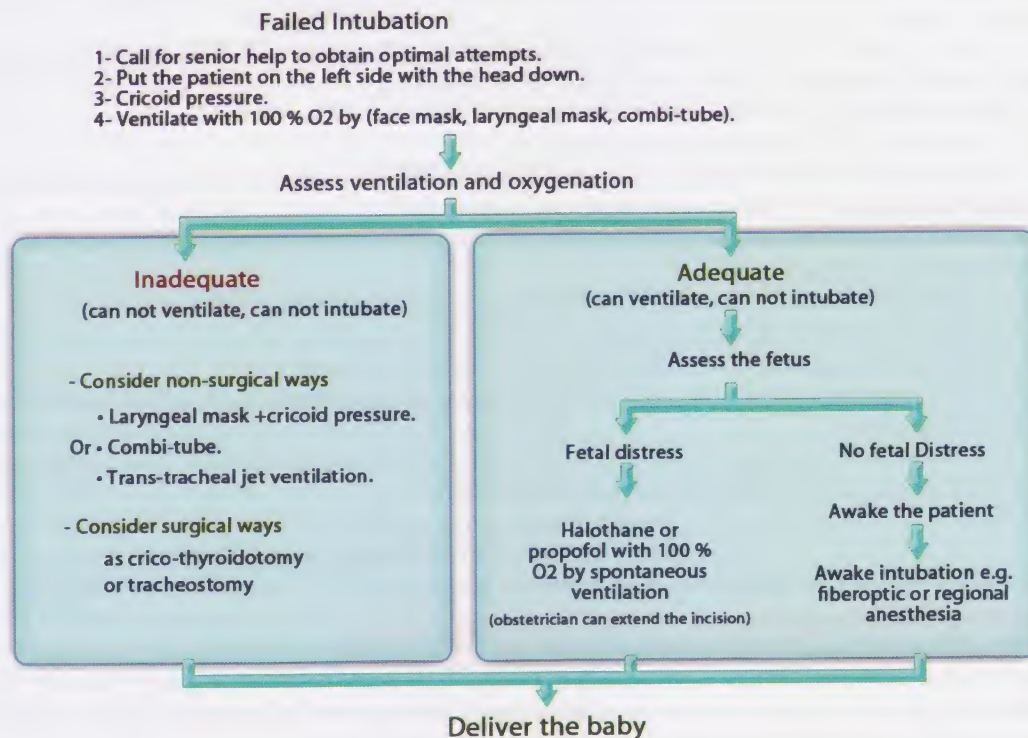 Failed Intubation
1- Call for senior help to obtain optimal attempts.
2- Put the patient on the left side with the head down.
3- Cricoid pressure.
4- Ventilate with 100 % O2 by (face mask, laryngeal mask, combi-tube).
Assess ventilation and oxygenation
Inadequate
(can not ventilate, can not intubate)
- Consider non-surgical ways
• Laryngeal mask +cricoid pressure.
Or • Combi-tube.
• Trans-tracheal jet ventilation.
- Consider surgical ways
as crico-thyroidotomy
or tracheostomy
Adequate
(can ventilate, can not intubate)
Assess the fetus
Fetal distress
Halothane or
propofol with 100 %
O2 by spontaneous
ventilation
(obstetrician can extend the incision)
No fetal Distress
Awake the patient
Awake intubation e.g.
fiberoptic or regional
anesthesia
Deliver the baby